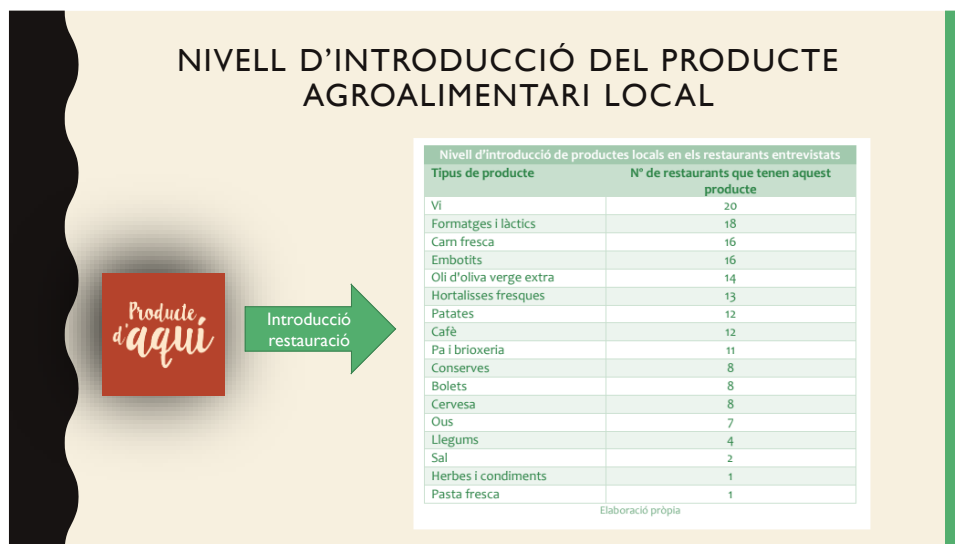 NIVELL D'INTRODUCCIÓ DEL PRODUCTE
AGROALIMENTARI LOCAL
Producte
d'aquí
Introducció
restauració
Nivell d'introducció de productes locals en els restaurants entrevistats
Tipus de producte Nº de restaurants que tenen aquest
producte
Vi 20
Formatges i làctics 18
Carn fresca 16
Embotits 16
Oli d'oliva verge extra 14
Hortalisses fresques 13
Patates 12
Cafè 12
Pa i brioxeria 11
Conserves 8
Bolets 8
Cervesa 8
Ous 7
Llegums 4
Sal 2
Herbes i condiments 1
Pasta fresca 1
Elaboració pròpia